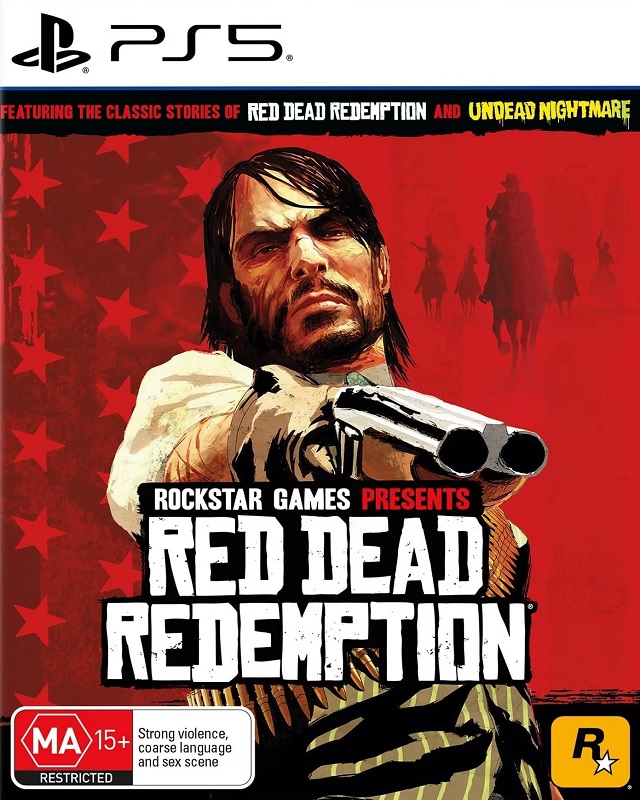 PS5
FEATURING THE CLASSIC STORIES OF RED DEAD REDEMPTION AND UNDEAD NIGHTMARE
ROCKSTAR GAMES PRESENTS
RED DEAD
REDEMPTION®
MA 15+
RESTRICTED
Strong violence,
coarse language
and sex scene
R